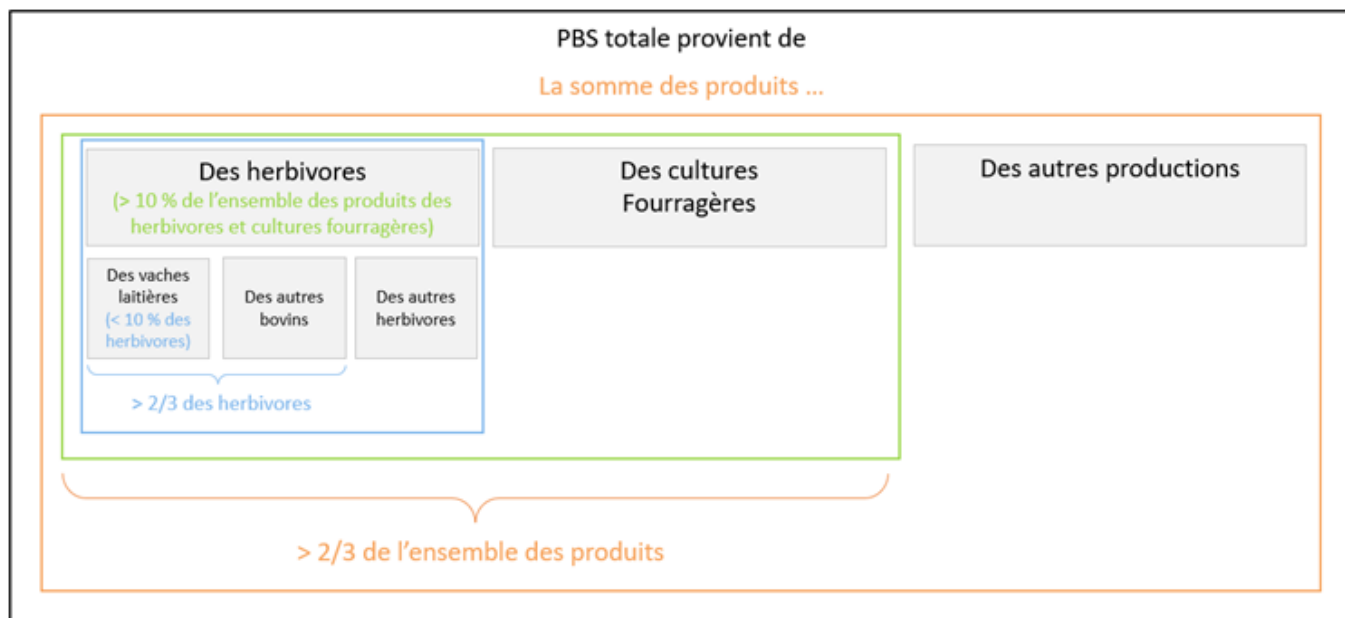 PBS totale provient de
La somme des produits ...
Des herbivores
(> 10 % de l'ensemble des produits des
herbivores et cultures fourragères)
Des cultures
Fourragères
Des autres productions
Des vaches
laitières
(< 10 % des
herbivores)
Des autres
bovins
Des autres
herbivores
> 2/3 des herbivores
> 2/3 de l'ensemble des produits